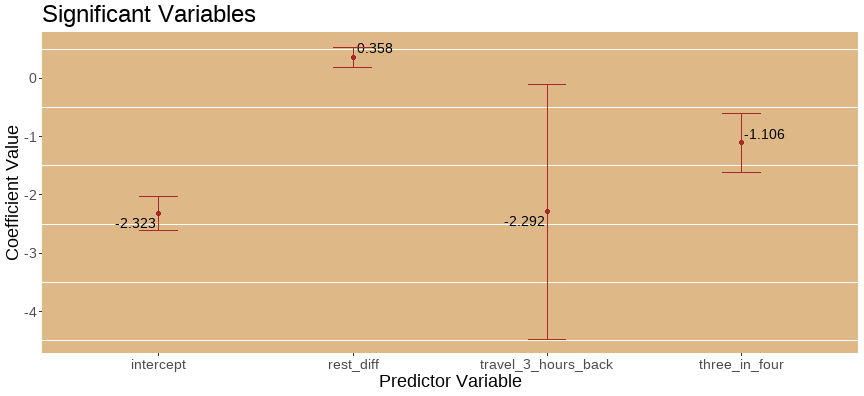 Significant Variables
0.358
0
-1
-1.106
-2
-2.323
-2.292
-3
-4
Coefficient Value
intercept
rest_diff
travel_3_hours_back
three_in_four
Predictor Variable